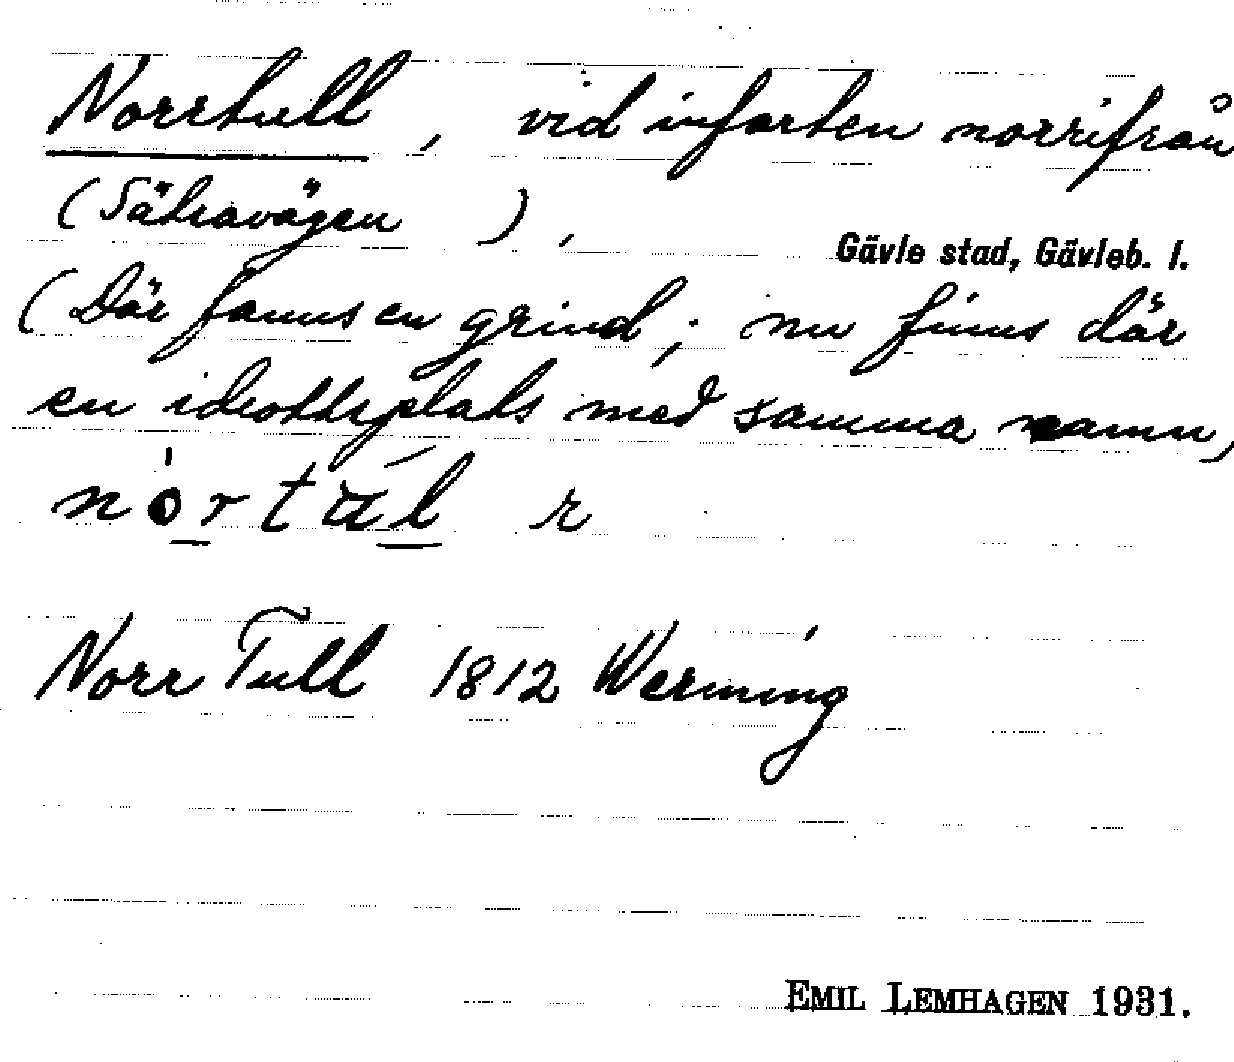 Norrtull, vid infarten norrifrån
(Sätravägen),
Gävle stad, Gävleb. l.
(Där fanns en grind; nu finns där
en idrottsplats med samma namn,
Norr Tull 1812 Werming
EMIL LEMHAGEN 1931.